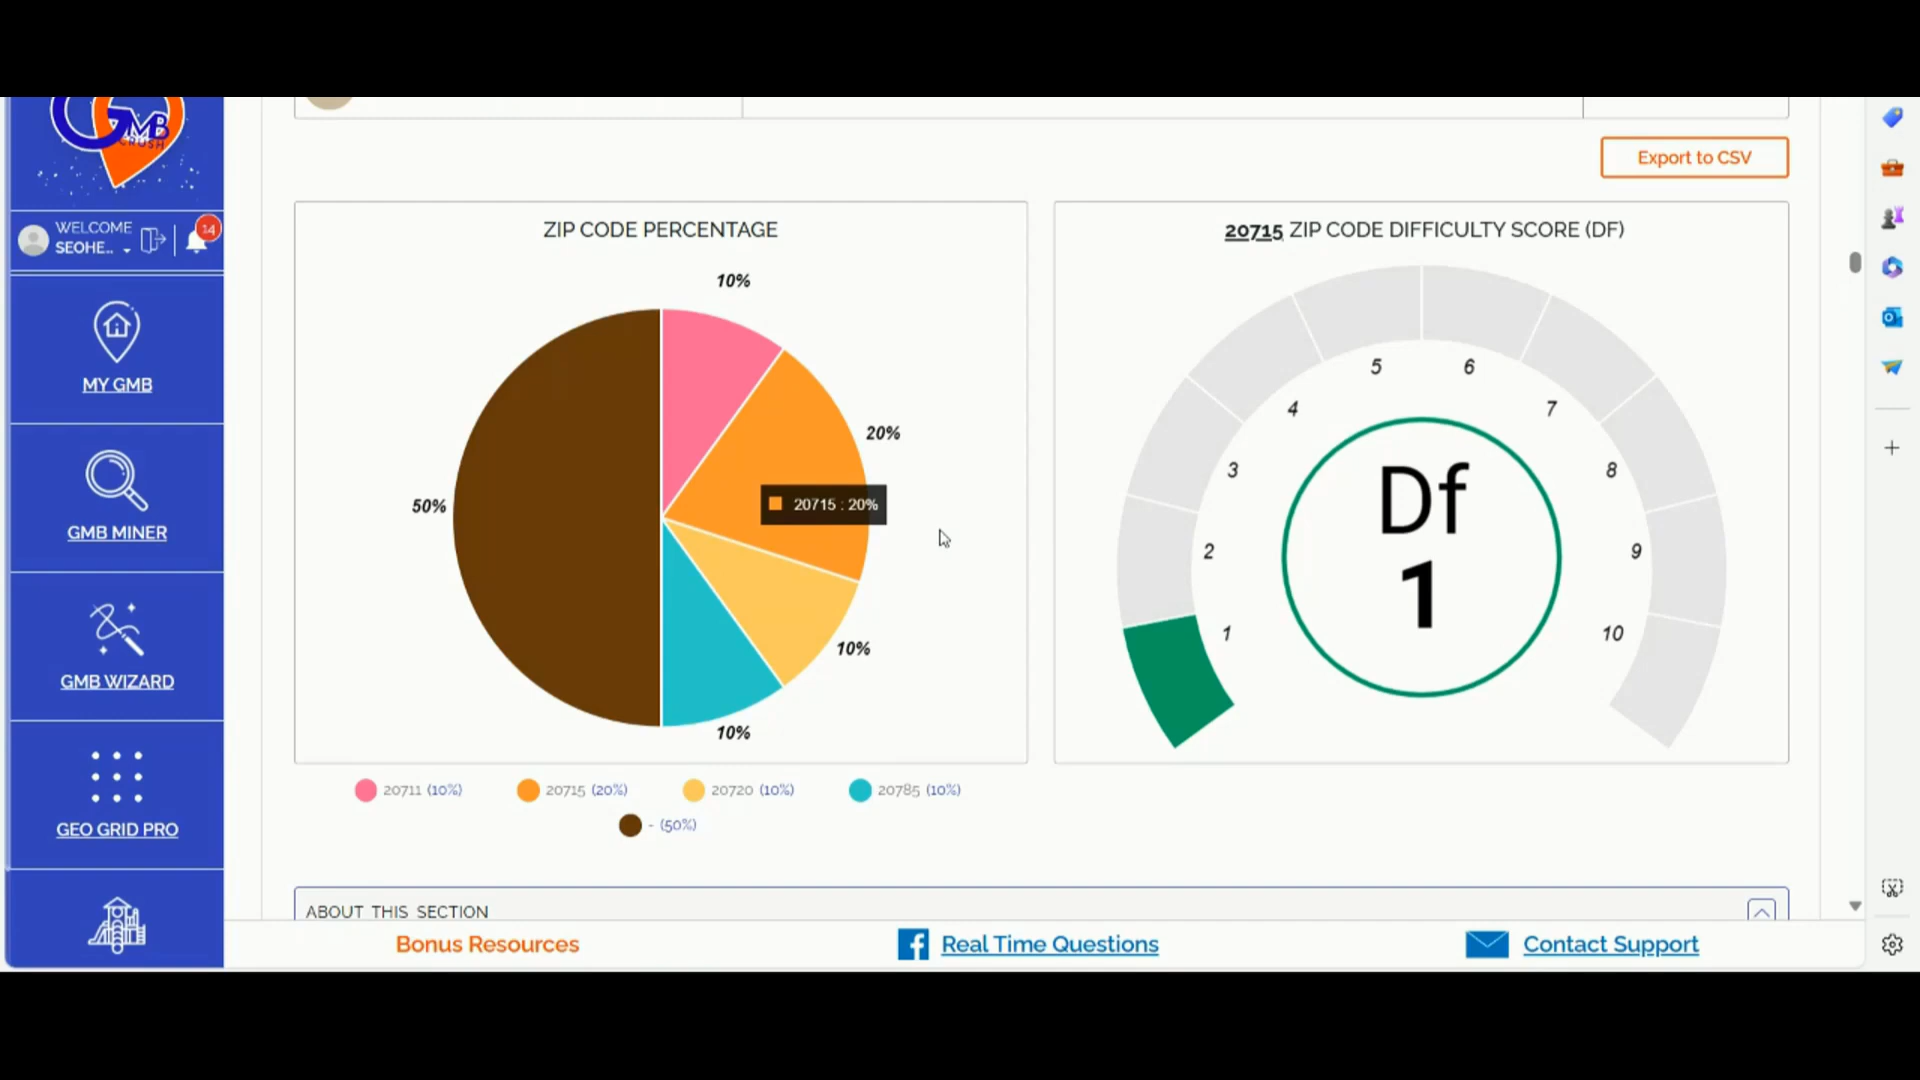 GMB
CRUSH
WELCOME
SEOHE..
14
MY GMB
GMB MINER
GMB WIZARD
GEO GRID PRO
Export to CSV
ZIP CODE PERCENTAGE
10%
20%
50%
20715 : 20%
10%
10%
20711 (10%)
20715 (20%)
20720 (10%)
20785 (10%)
- (50%)
20715 ZIP CODE DIFFICULTY SCORE (DF)
5
6
4
7
3
8
2
9
1
10
Df
1
ABOUT THIS SECTION
Bonus Resources
Real Time Questions
Contact Support